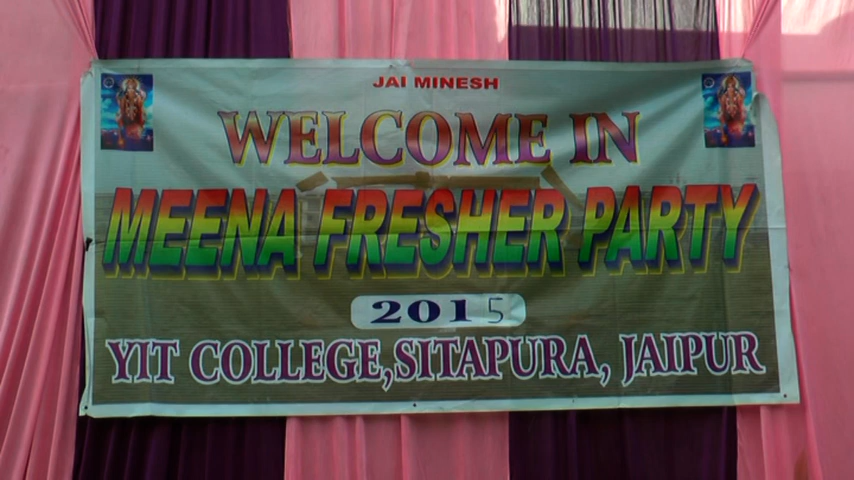 JAI MINESH
WELCOME IN
MEENA FRESHER PARTY
2015
YIT COLLEGE, SITAPURA, JAIPUR